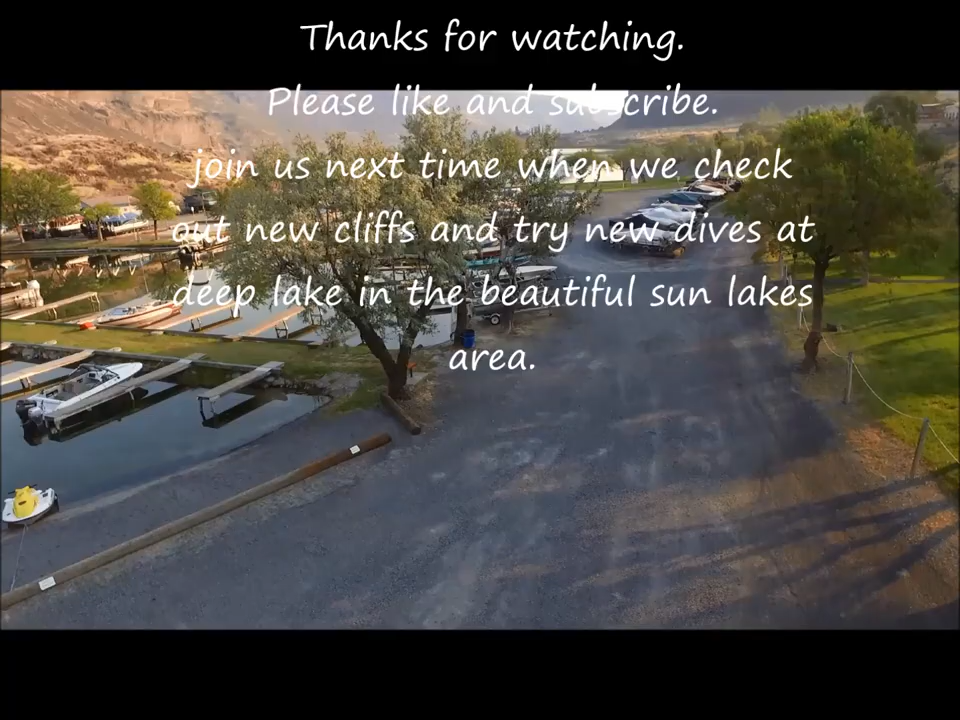 Thanks for watching.
Please like and subscribe.
join us next time when we check
out new cliffs and try new dives at
deep lake in the beautiful sun lakes
area.